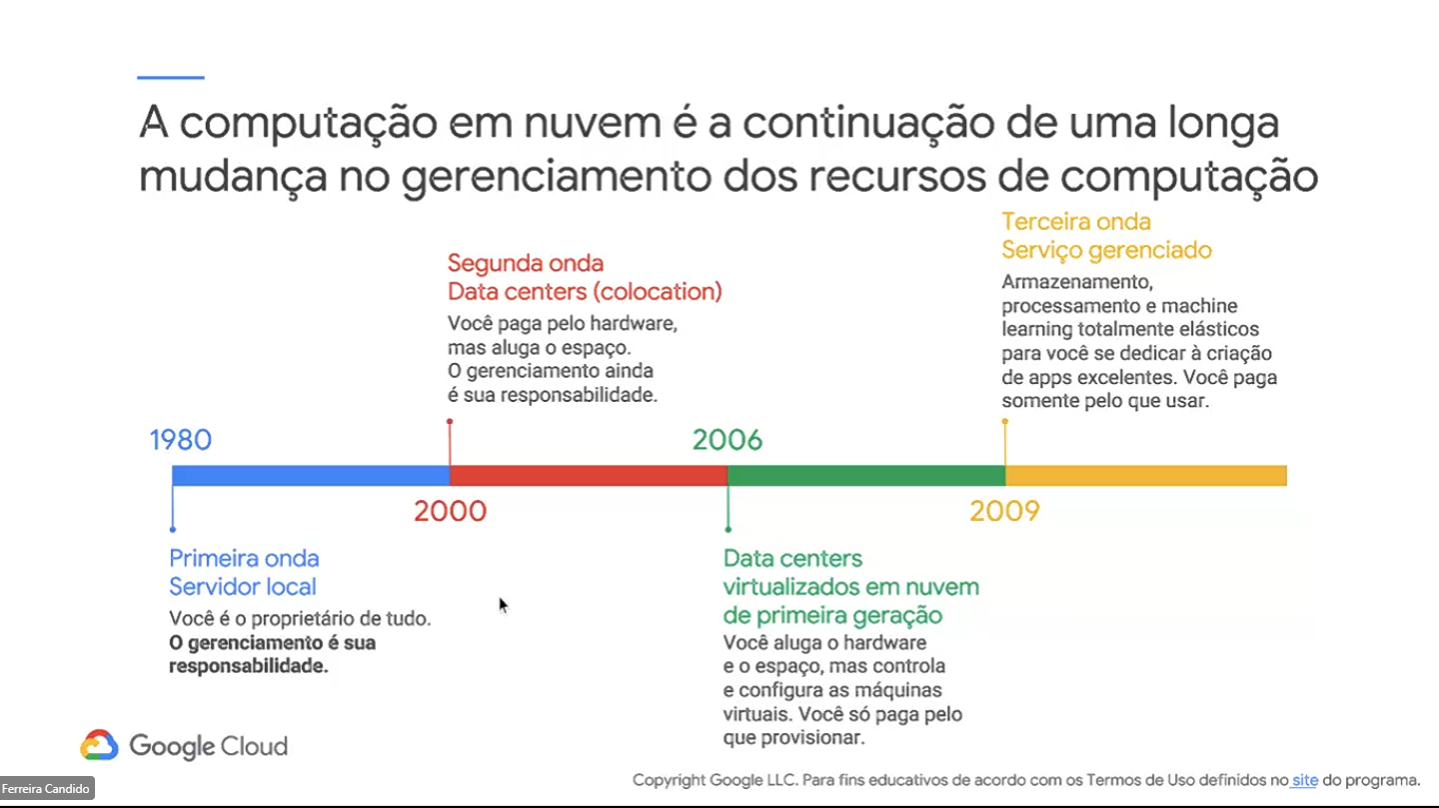 A computação em nuvem é a continuação de uma longa
mudança no gerenciamento dos recursos de computação
1980
Primeira onda
Servidor local
Você é o proprietário de tudo.
O gerenciamento é sua
responsabilidade.
Segunda onda
Data centers (colocation)
Você paga pelo hardware,
mas aluga o espaço.
O gerenciamento ainda
é sua responsabilidade.
2000
2006
Data centers
virtualizados em nuvem
de primeira geração
Você aluga o hardware
e o espaço, mas controla
e configura as máquinas
virtuais. Você só paga pelo
que provisionar.
Terceira onda
Serviço gerenciado
Armazenamento,
processamento e machine
learning totalmente elásticos
para você se dedicar à criação
de apps excelentes. Você paga
somente pelo que usar.
2009
Google Cloud
Copyright Google LLC. Para fins educativos de acordo com os Termos de Uso definidos no site do programa.
Ferreira Candido